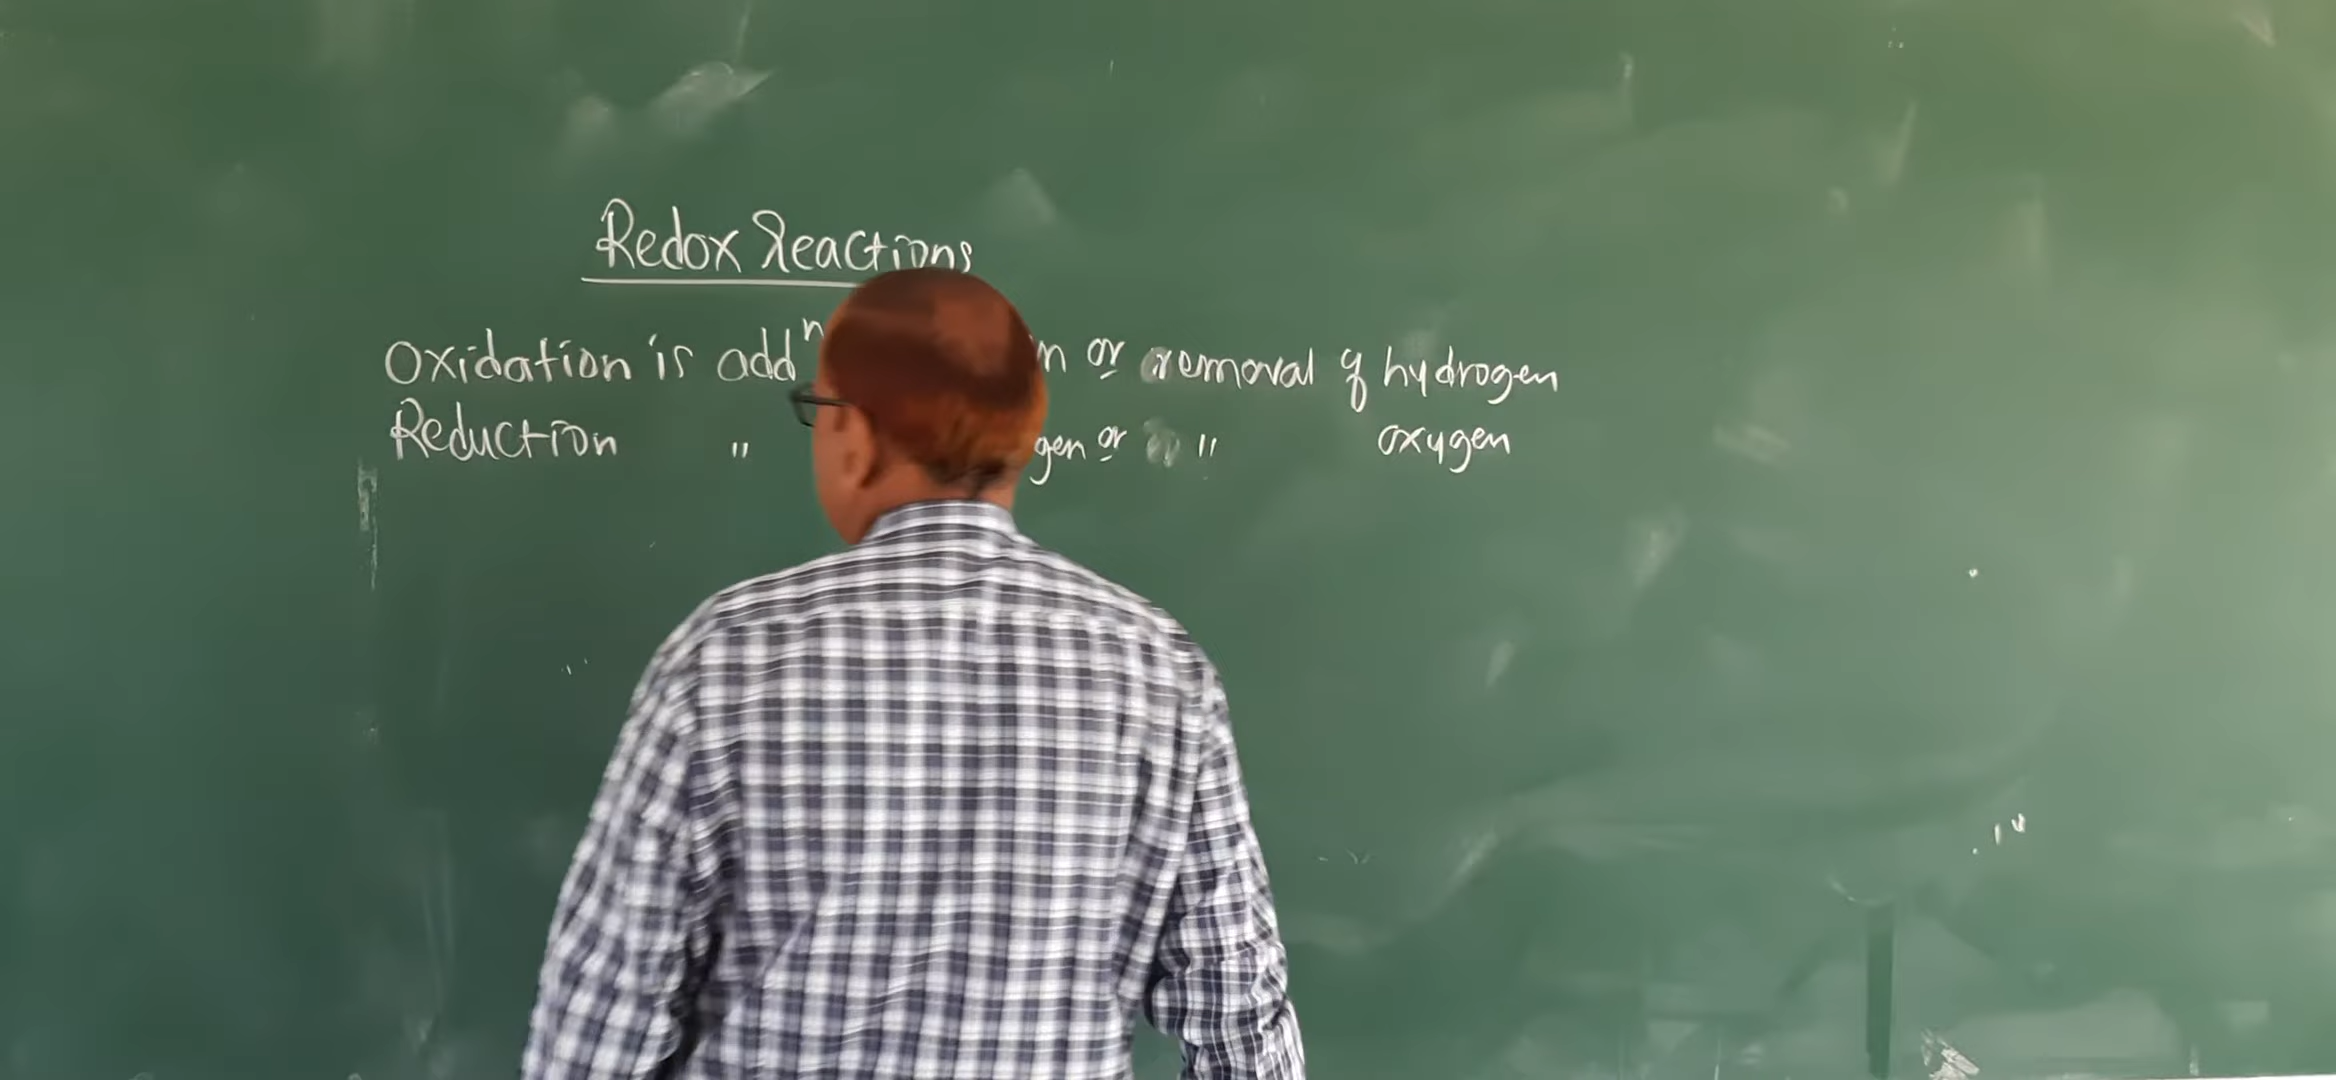 Redox Reactions
Oxidation is addn n or removal of hydrogen
Reduction " gen or " oxygen